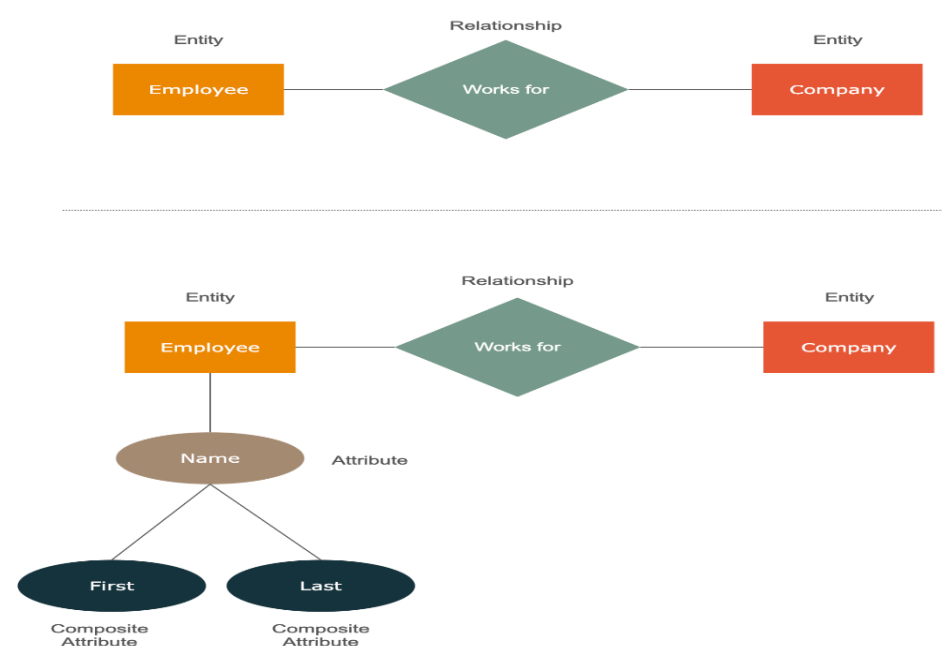 Relationship
Entity
Entity
Employee
Works for
Company
Relationship
Entity
Entity
Employee
Works for
Company
Name
Attribute
First
Last
Composite
Attribute
Composite
Attribute